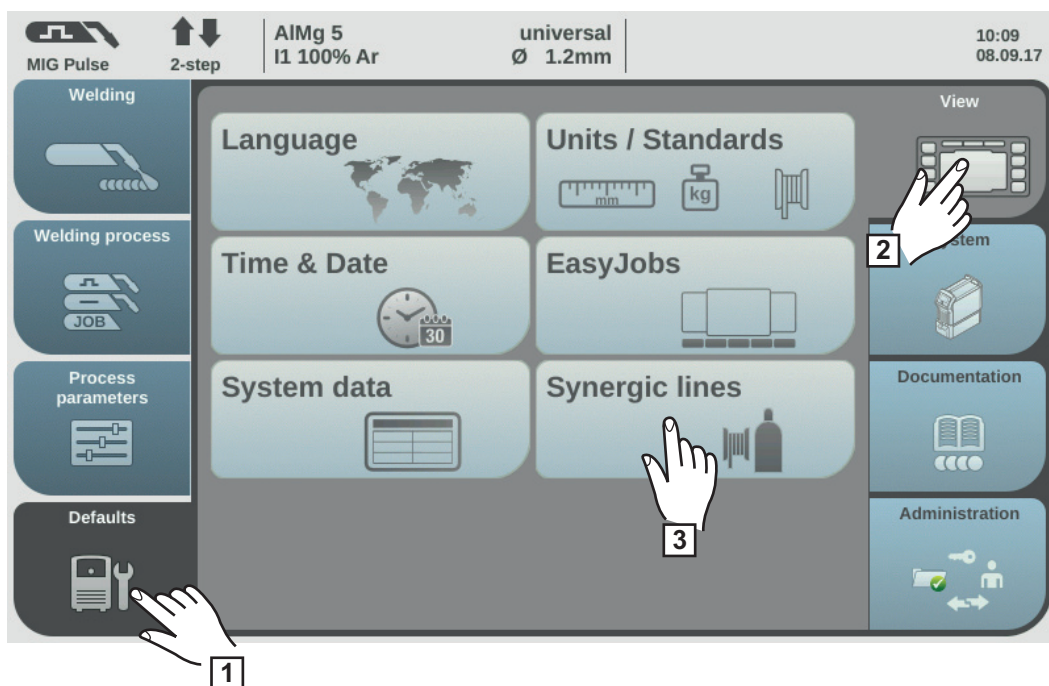 MIG Pulse
2-step
AlMg 5
I1 100% Ar
universal
Ø 1.2mm
10:09
08.09.17
Welding
Welding process
JOB
Process
parameters
Defaults
Language
Units / Standards
mm
kg
Time & Date
30
EasyJobs
System data
Synergic lines
View
stem
Documentation
Administration
1
2
3